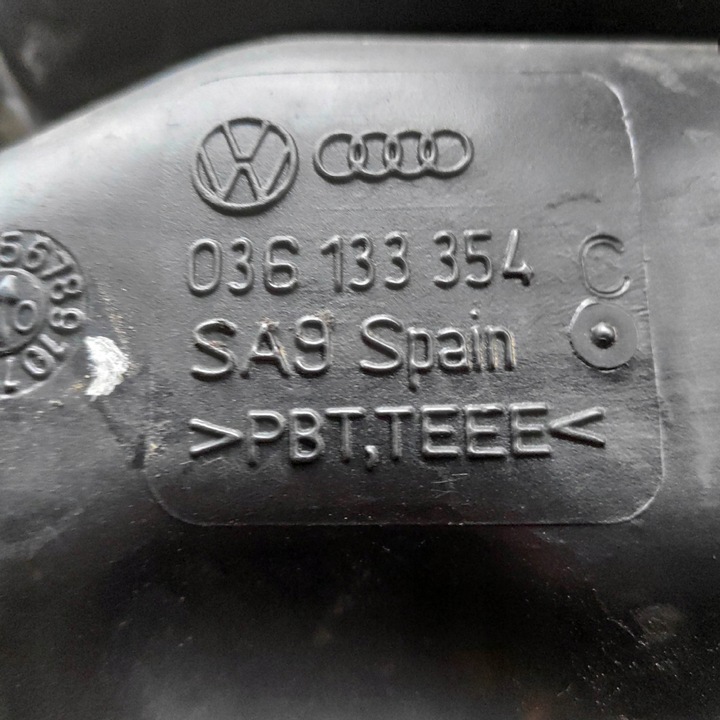 036 133 354 C
SA9 Spain
>PBT,TEEE<